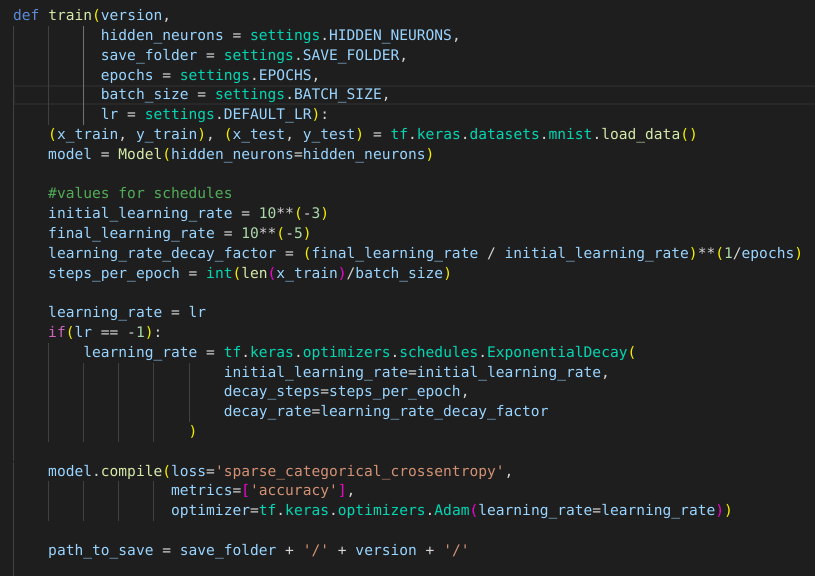 def train(version,
hidden_neurons = settings.HIDDEN_NEURONS,
save_folder = settings.SAVE_FOLDER,
epochs = settings.EPOCHS,
batch_size = settings.BATCH_SIZE,
lr = settings.DEFAULT_LR):
(x_train, y_train), (x_test, y_test) = tf.keras.datasets.mnist.load_data()
model = Model(hidden_neurons=hidden_neurons)
#values for schedules
initial_learning_rate = 10**(-3)
final_learning_rate = 10**(-5)
learning_rate_decay_factor = (final_learning_rate / initial_learning_rate)**(1/epochs)
steps_per_epoch = int(len(x_train)/batch_size)
learning_rate = lr
if(lr == -1):
learning_rate = tf.keras.optimizers.schedules.ExponentialDecay(
initial_learning_rate=initial_learning_rate,
decay_steps=steps_per_epoch,
decay_rate=learning_rate_decay_factor
)
model.compile(loss='sparse_categorical_crossentropy',
metrics=['accuracy'],
optimizer=tf.keras.optimizers.Adam(learning_rate=learning_rate))
path_to_save = save_folder + '/' + version + '/'